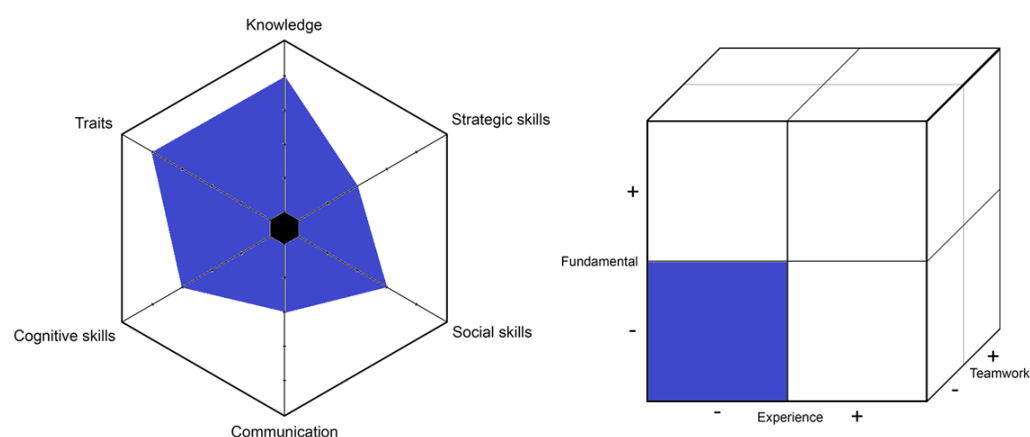 Knowledge
Traits
Strategic skills
Cognitive skills
Social skills
Communication
+
Fundamental
-
- Experience +
- Teamwork +